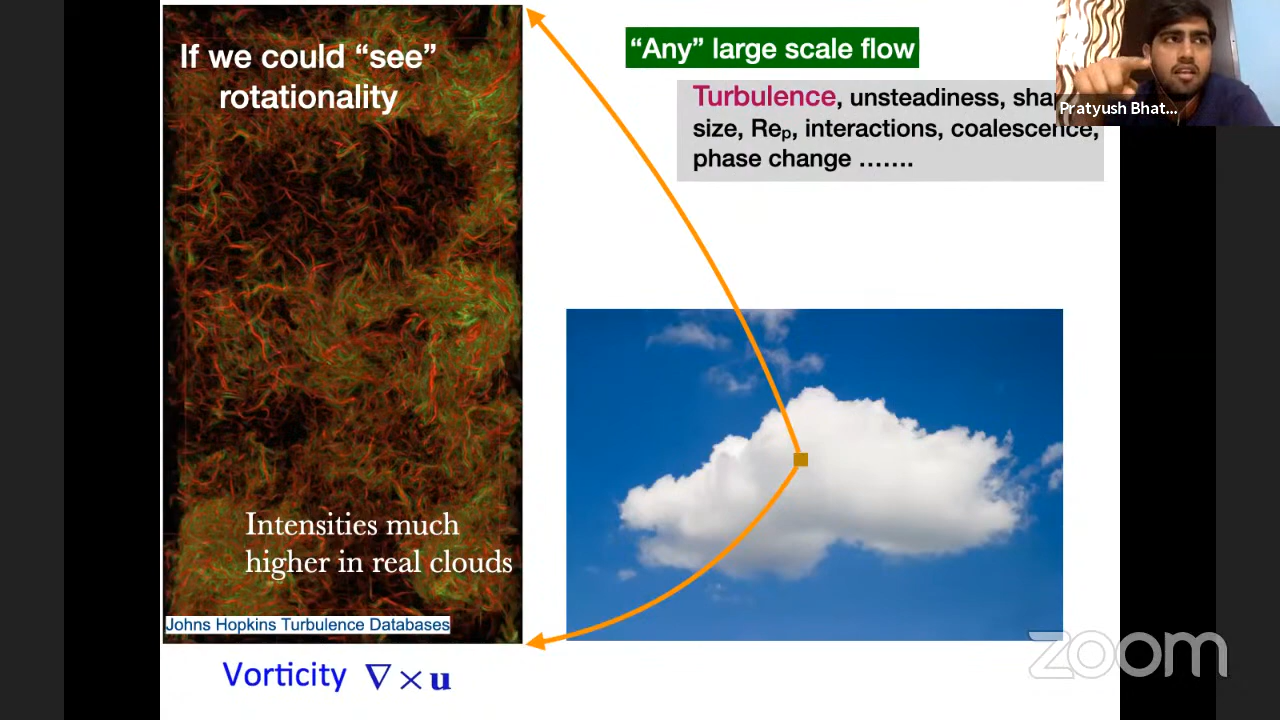 If we could “see”
rotationality
“Any” large scale flow
Turbulence, unsteadiness,
size, Reₚ, interactions, coalescence,
phase change …….
Pratyush Bhat...
Intensities much
higher in real clouds
Johns Hopkins Turbulence Databases
Vorticity ∇ × u
zoom